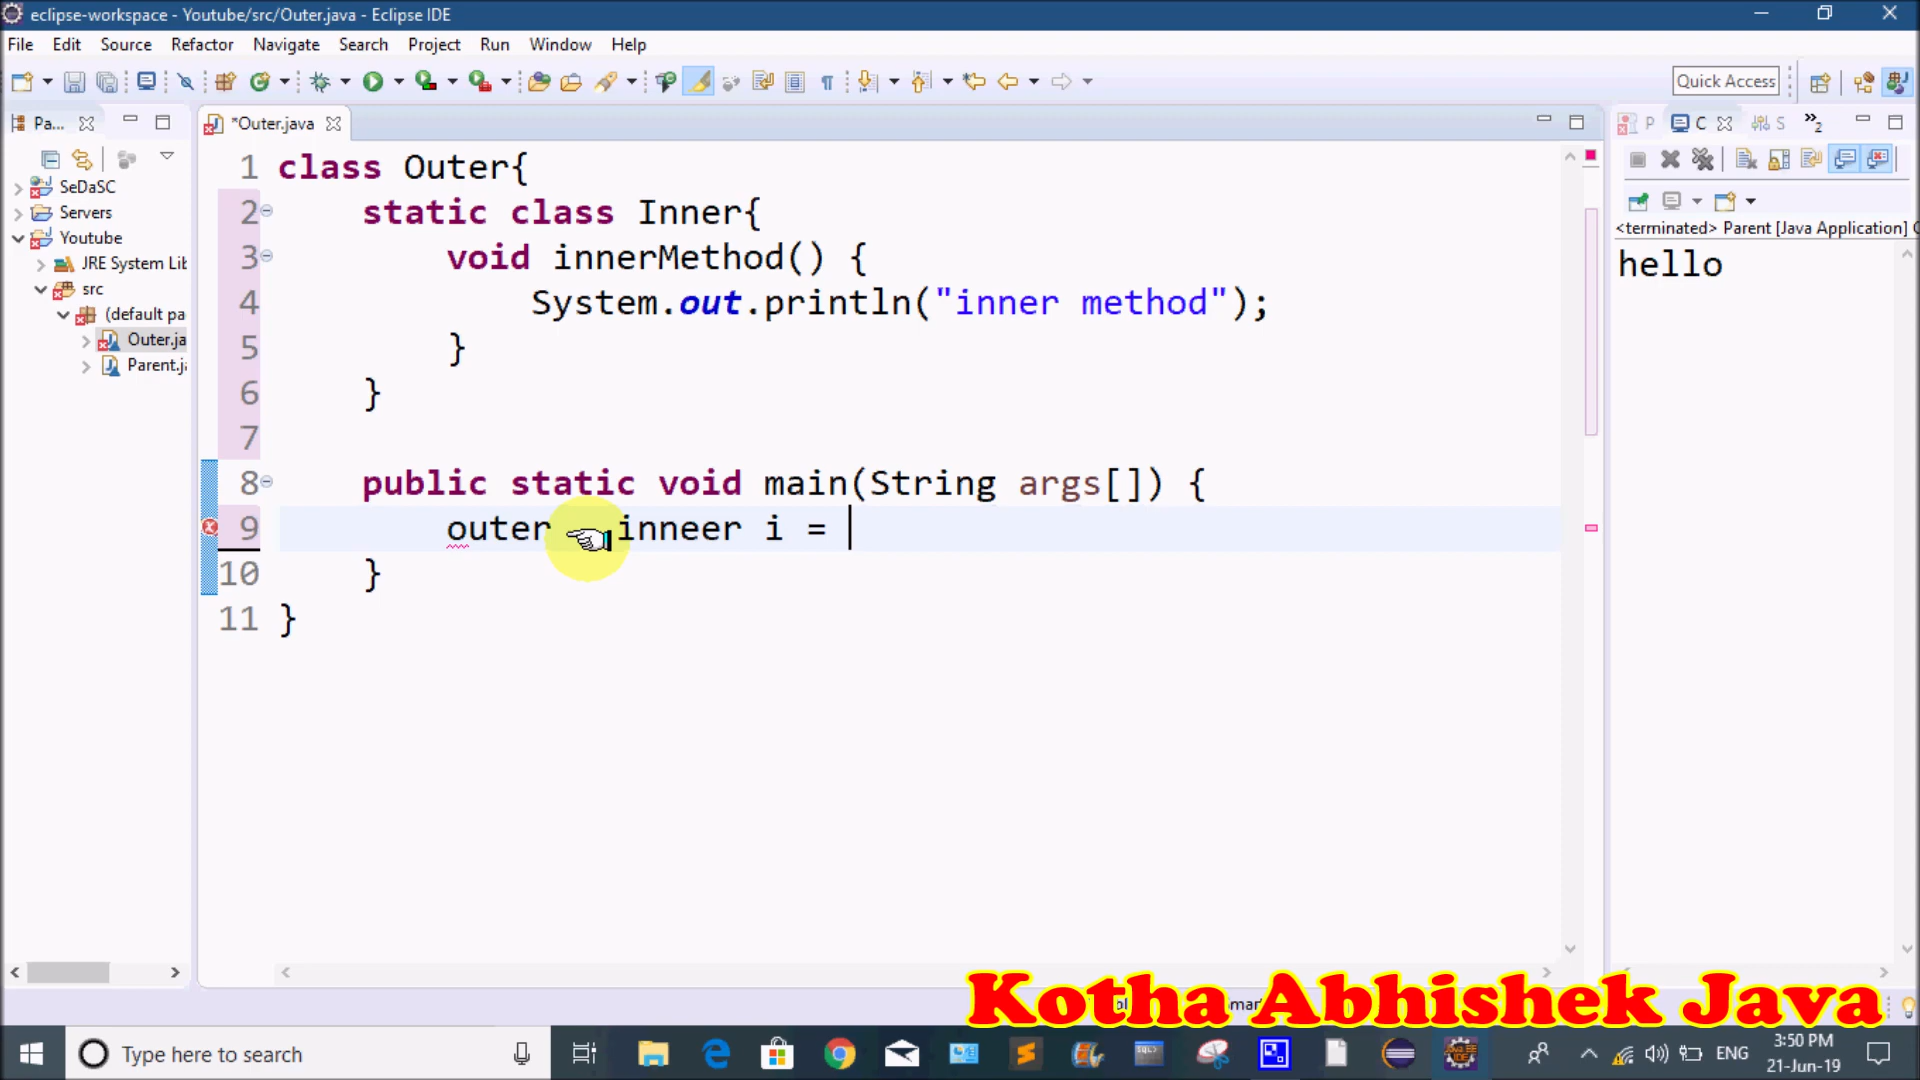 eclipse-workspace - Youtube/src/Outer.java - Eclipse IDE
File Edit Source Refactor Navigate Search Project Run Window Help
Quick Access
Pa...
*Outer.java
P C S »2
SeDaSC
Servers
Youtube
JRE System Lib
src
(default pa
Outer.ja
Parent.ja
1 class Outer{
2 static class Inner{
3 void innerMethod() {
4 System.out.println("inner method");
5 }
6 }
7
8 public static void main(String args[]) {
9 outer inneer i =
10 }
11 }
<terminated> Parent [Java Application] C
hello
Kotha Abhishek Java
Type here to search
ENG
3:50 PM
21-Jun-19